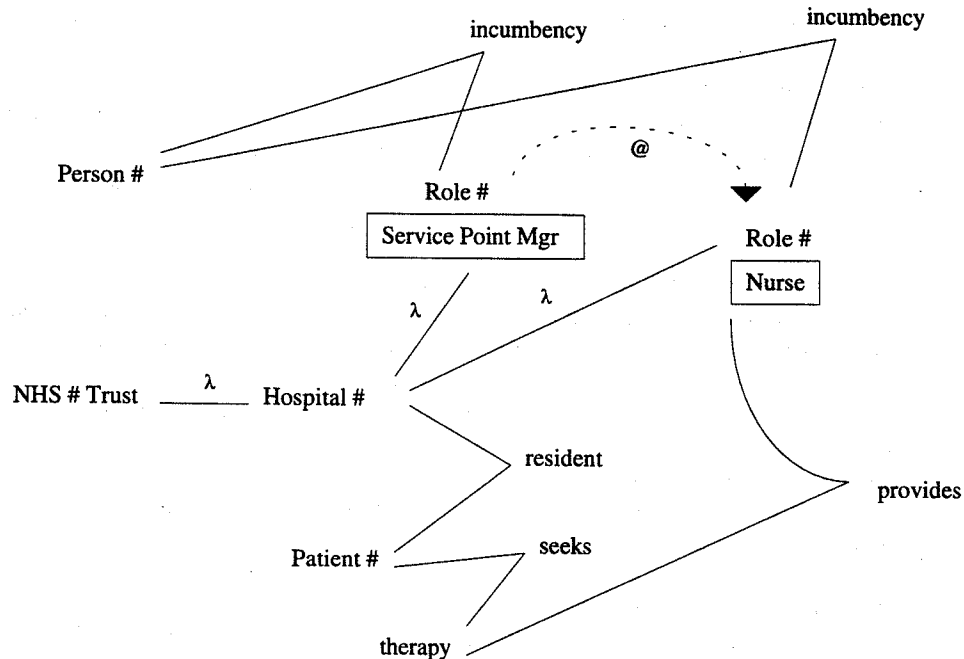 incumbency
incumbency
@
Person #
Role #
Service Point Mgr
Role #
Nurse
λ
λ
NHS # Trust
λ
Hospital #
resident
provides
seeks
Patient #
therapy